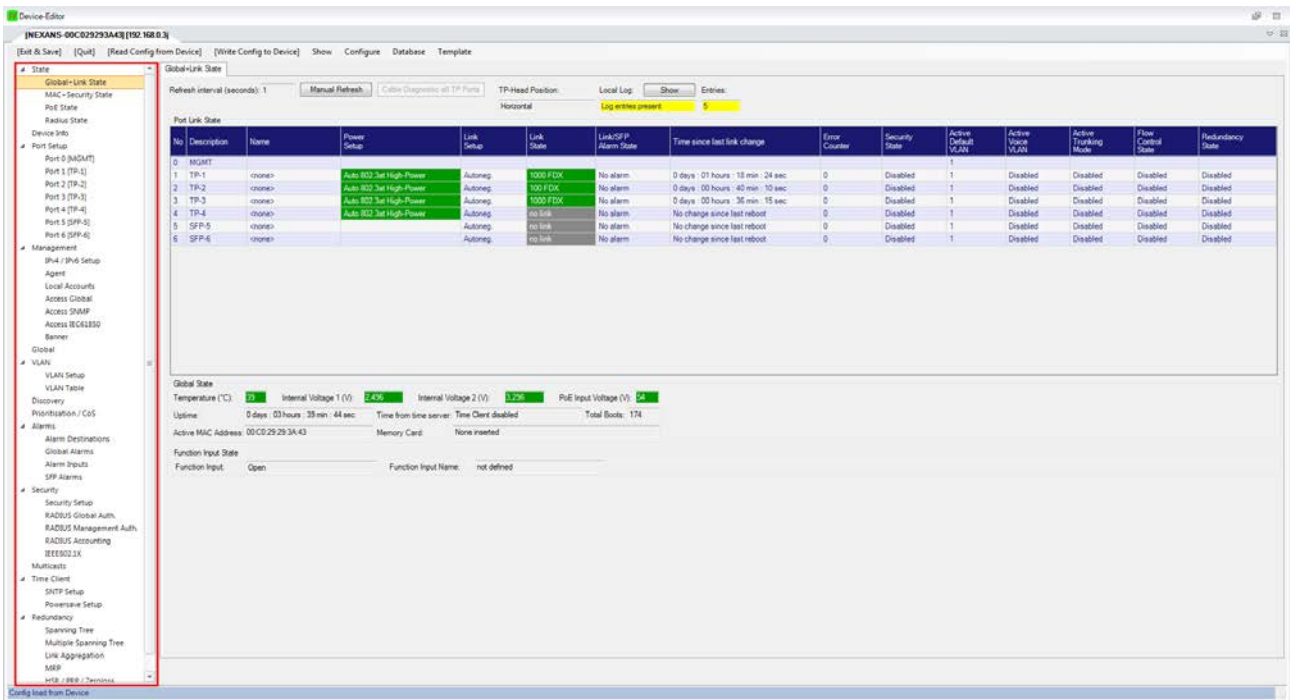 Device-Editor
[NEXANS-00C029293A43] [192.168.0.3]
[Exit & Save] [Quit] [Read Config from Device] [Write Config to Device] Show Configure Database Template
State
Global+Link State
MAC+Security State
PoE State
Radius State
Device Info
Port Setup
Port 0 [MGMT]
Port 1 [TP-1]
Port 2 [TP-2]
Port 3 [TP-3]
Port 4 [TP-4]
Port 5 [SFP-5]
Port 6 [SFP-6]
Management
IPv4 / IPv6 Setup
Agent
Local Accounts
Access Global
Access SNMP
Access IEC61850
Banner
Global
VLAN
VLAN Setup
VLAN Table
Discovery
Prioritisation / CoS
Alarms
Alarm Destinations
Global Alarms
Alarm Inputs
SFP Alarms
Security
Security Setup
RADIUS Global Auth.
RADIUS Management Auth.
RADIUS Accounting
IEEE802.1X
Multicasts
Time Client
SNTP Setup
Powersave Setup
Redundancy
Spanning Tree
Multiple Spanning Tree
Link Aggregation
MRP
HSR / PRP / Zeroloss
Global+Link State
Refresh interval (seconds): 1 Manual Refresh Cable Diagnostic all TP Ports TP-Head Position: Local Log: Show Entries:
Horizontal Log entries present 5
Port Link State
No Description Name Power Setup Link Setup Link State Link/SFP Alarm State Time since last link change Error Counter Security State Active Default VLAN Active Voice VLAN Active Trunking Mode Flow Control State Redundancy State
0 MGMT 1
1 TP-1 <none> Auto 802.3at High-Power Autoneg. 1000 FDX No alarm 0 days : 01 hours : 18 min : 24 sec 0 Disabled 1 Disabled Disabled Disabled Disabled
2 TP-2 <none> Auto 802.3at High-Power Autoneg. 100 FDX No alarm 0 days : 00 hours : 40 min : 10 sec 0 Disabled 1 Disabled Disabled Disabled Disabled
3 TP-3 <none> Auto 802.3at High-Power Autoneg. 1000 FDX No alarm 0 days : 00 hours : 36 min : 15 sec 0 Disabled 1 Disabled Disabled Disabled Disabled
4 TP-4 <none> Auto 802.3at High-Power Autoneg. no link No alarm No change since last reboot 0 Disabled 1 Disabled Disabled Disabled Disabled
5 SFP-5 <none> Autoneg. no link No alarm No change since last reboot 0 Disabled 1 Disabled Disabled Disabled Disabled
6 SFP-6 <none> Autoneg. no link No alarm No change since last reboot 0 Disabled 1 Disabled Disabled Disabled Disabled
Global State
Temperature (°C): 39 Internal Voltage 1 (V): 2,496 Internal Voltage 2 (V): 3,296 PoE Input Voltage (V): 54
Uptime: 0 days : 03 hours : 39 min : 44 sec Time from time server: Time Client disabled Total Boots: 174
Active MAC Address: 00:C0:29:29:3A:43 Memory Card: None inserted
Function Input State
Function Input: Open Function Input Name: not defined
Config load from Device